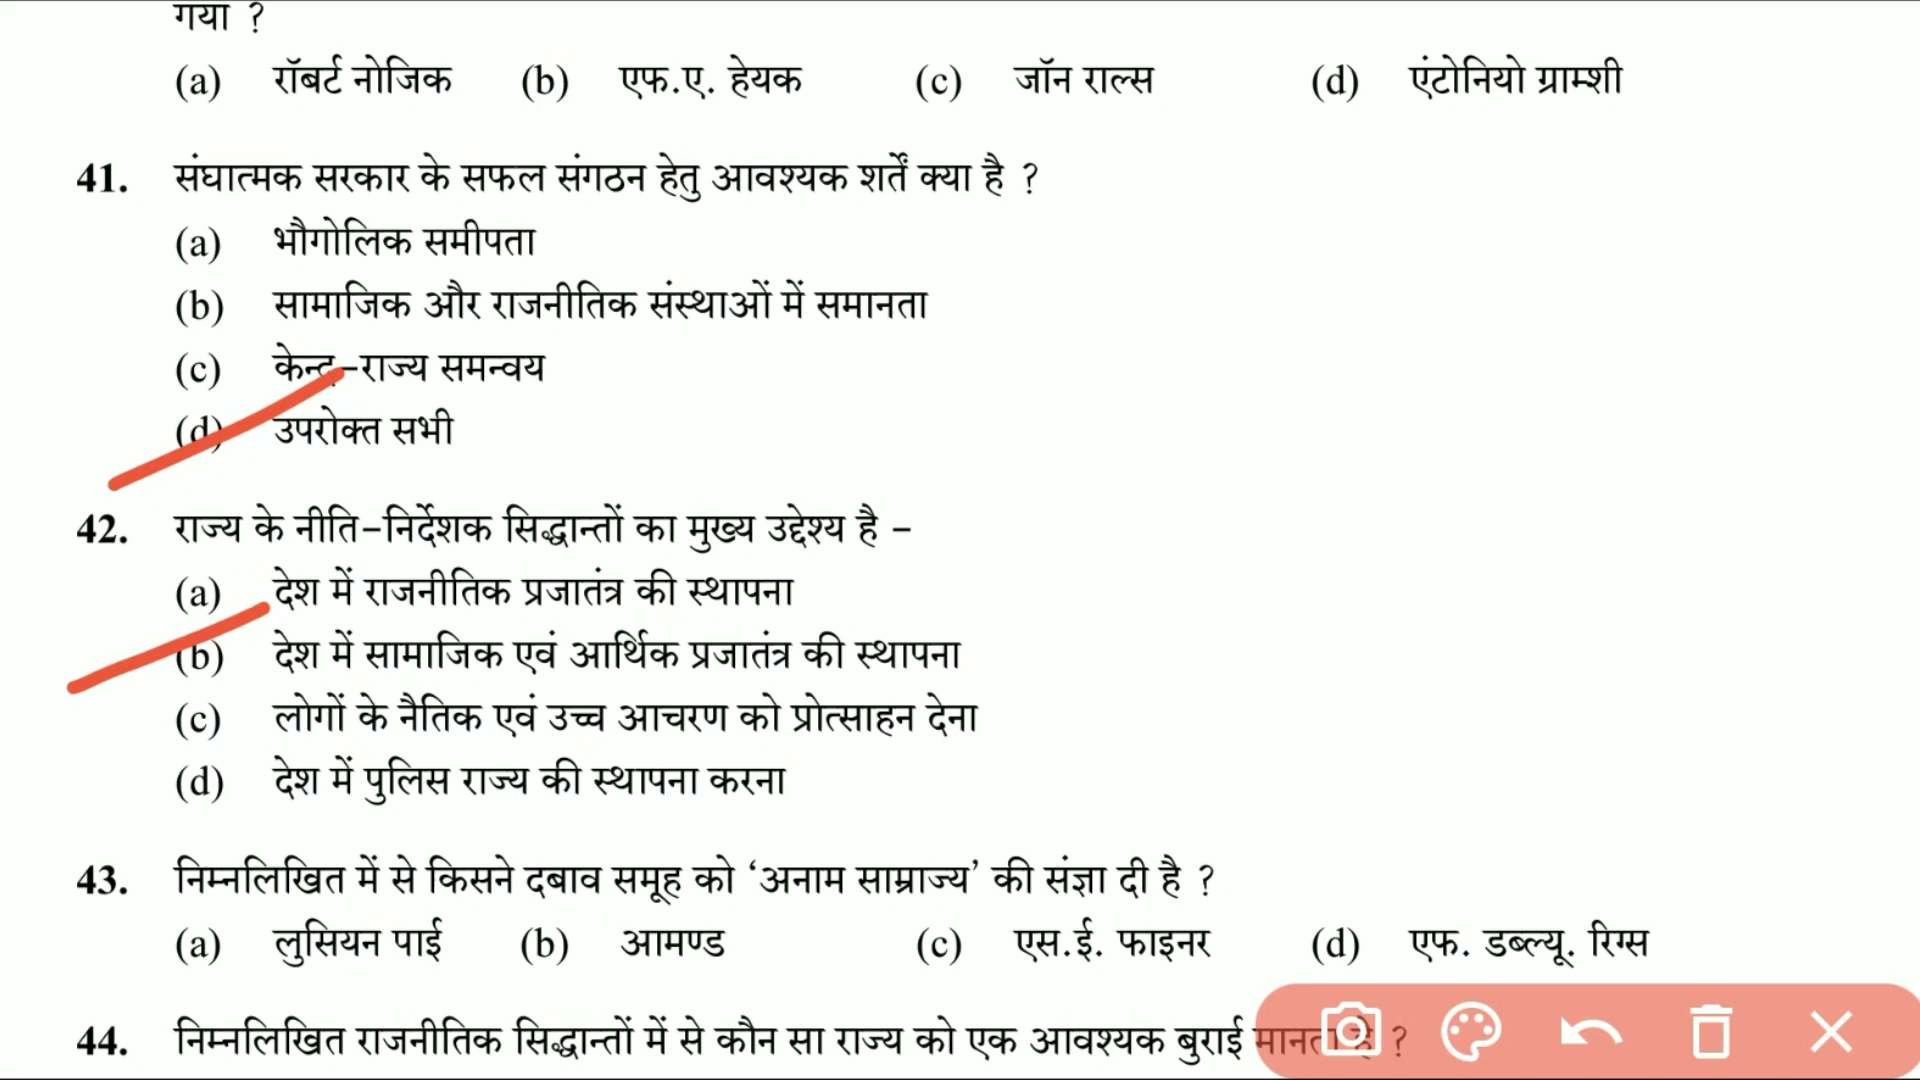 गया ?
(a) रॉबर्ट नोजिक (b) एफ.ए. हेयक (c) जॉन राल्स (d) एंटोनियो ग्राम्शी
41. संघात्मक सरकार के सफल संगठन हेतु आवश्यक शर्तें क्या है ?
(a) भौगोलिक समीपता
(b) सामाजिक और राजनीतिक संस्थाओं में समानता
(c) केन्द्र-राज्य समन्वय
(d) उपरोक्त सभी
42. राज्य के नीति-निर्देशक सिद्धान्तों का मुख्य उद्देश्य है –
(a) देश में राजनीतिक प्रजातंत्र की स्थापना
(b) देश में सामाजिक एवं आर्थिक प्रजातंत्र की स्थापना
(c) लोगों के नैतिक एवं उच्च आचरण को प्रोत्साहन देना
(d) देश में पुलिस राज्य की स्थापना करना
43. निम्नलिखित में से किसने दबाव समूह को ‘अनाम साम्राज्य’ की संज्ञा दी है ?
(a) लुसियन पाई (b) आमण्ड (c) एस.ई. फाइनर (d) एफ. डब्ल्यू. रिग्स
44. निम्नलिखित राजनीतिक सिद्धान्तों में से कौन सा राज्य को एक आवश्यक बुराई मानता है ?